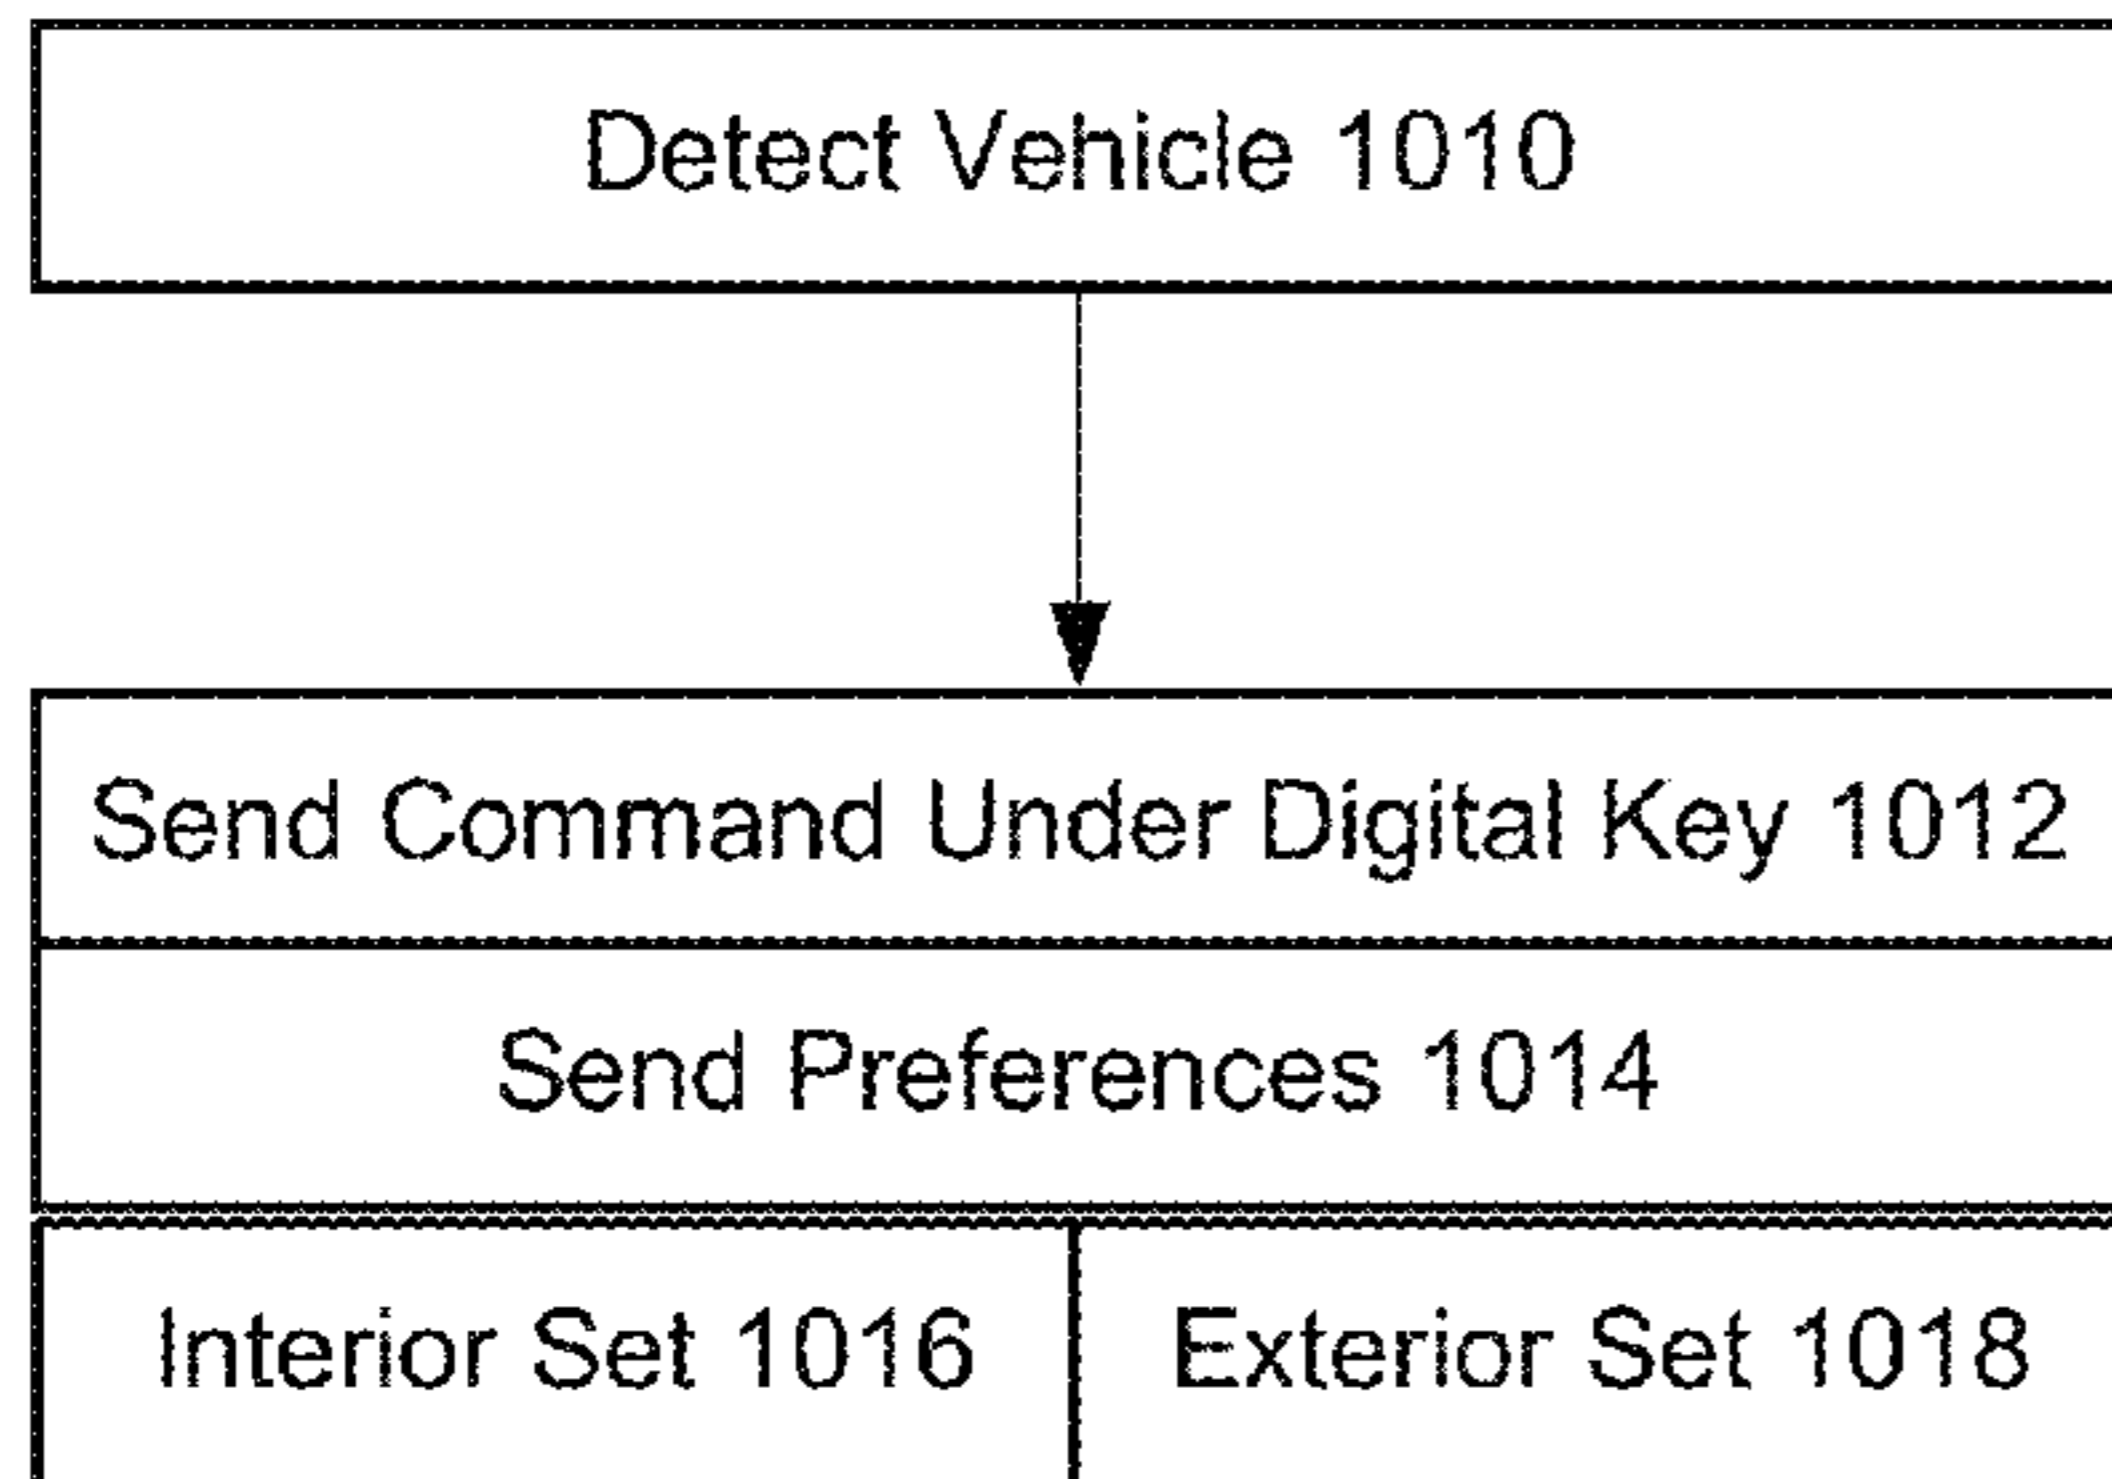 Detect Vehicle 1010
Send Command Under Digital Key 1012
Send Preferences 1014
Interior Set 1016
Exterior Set 1018